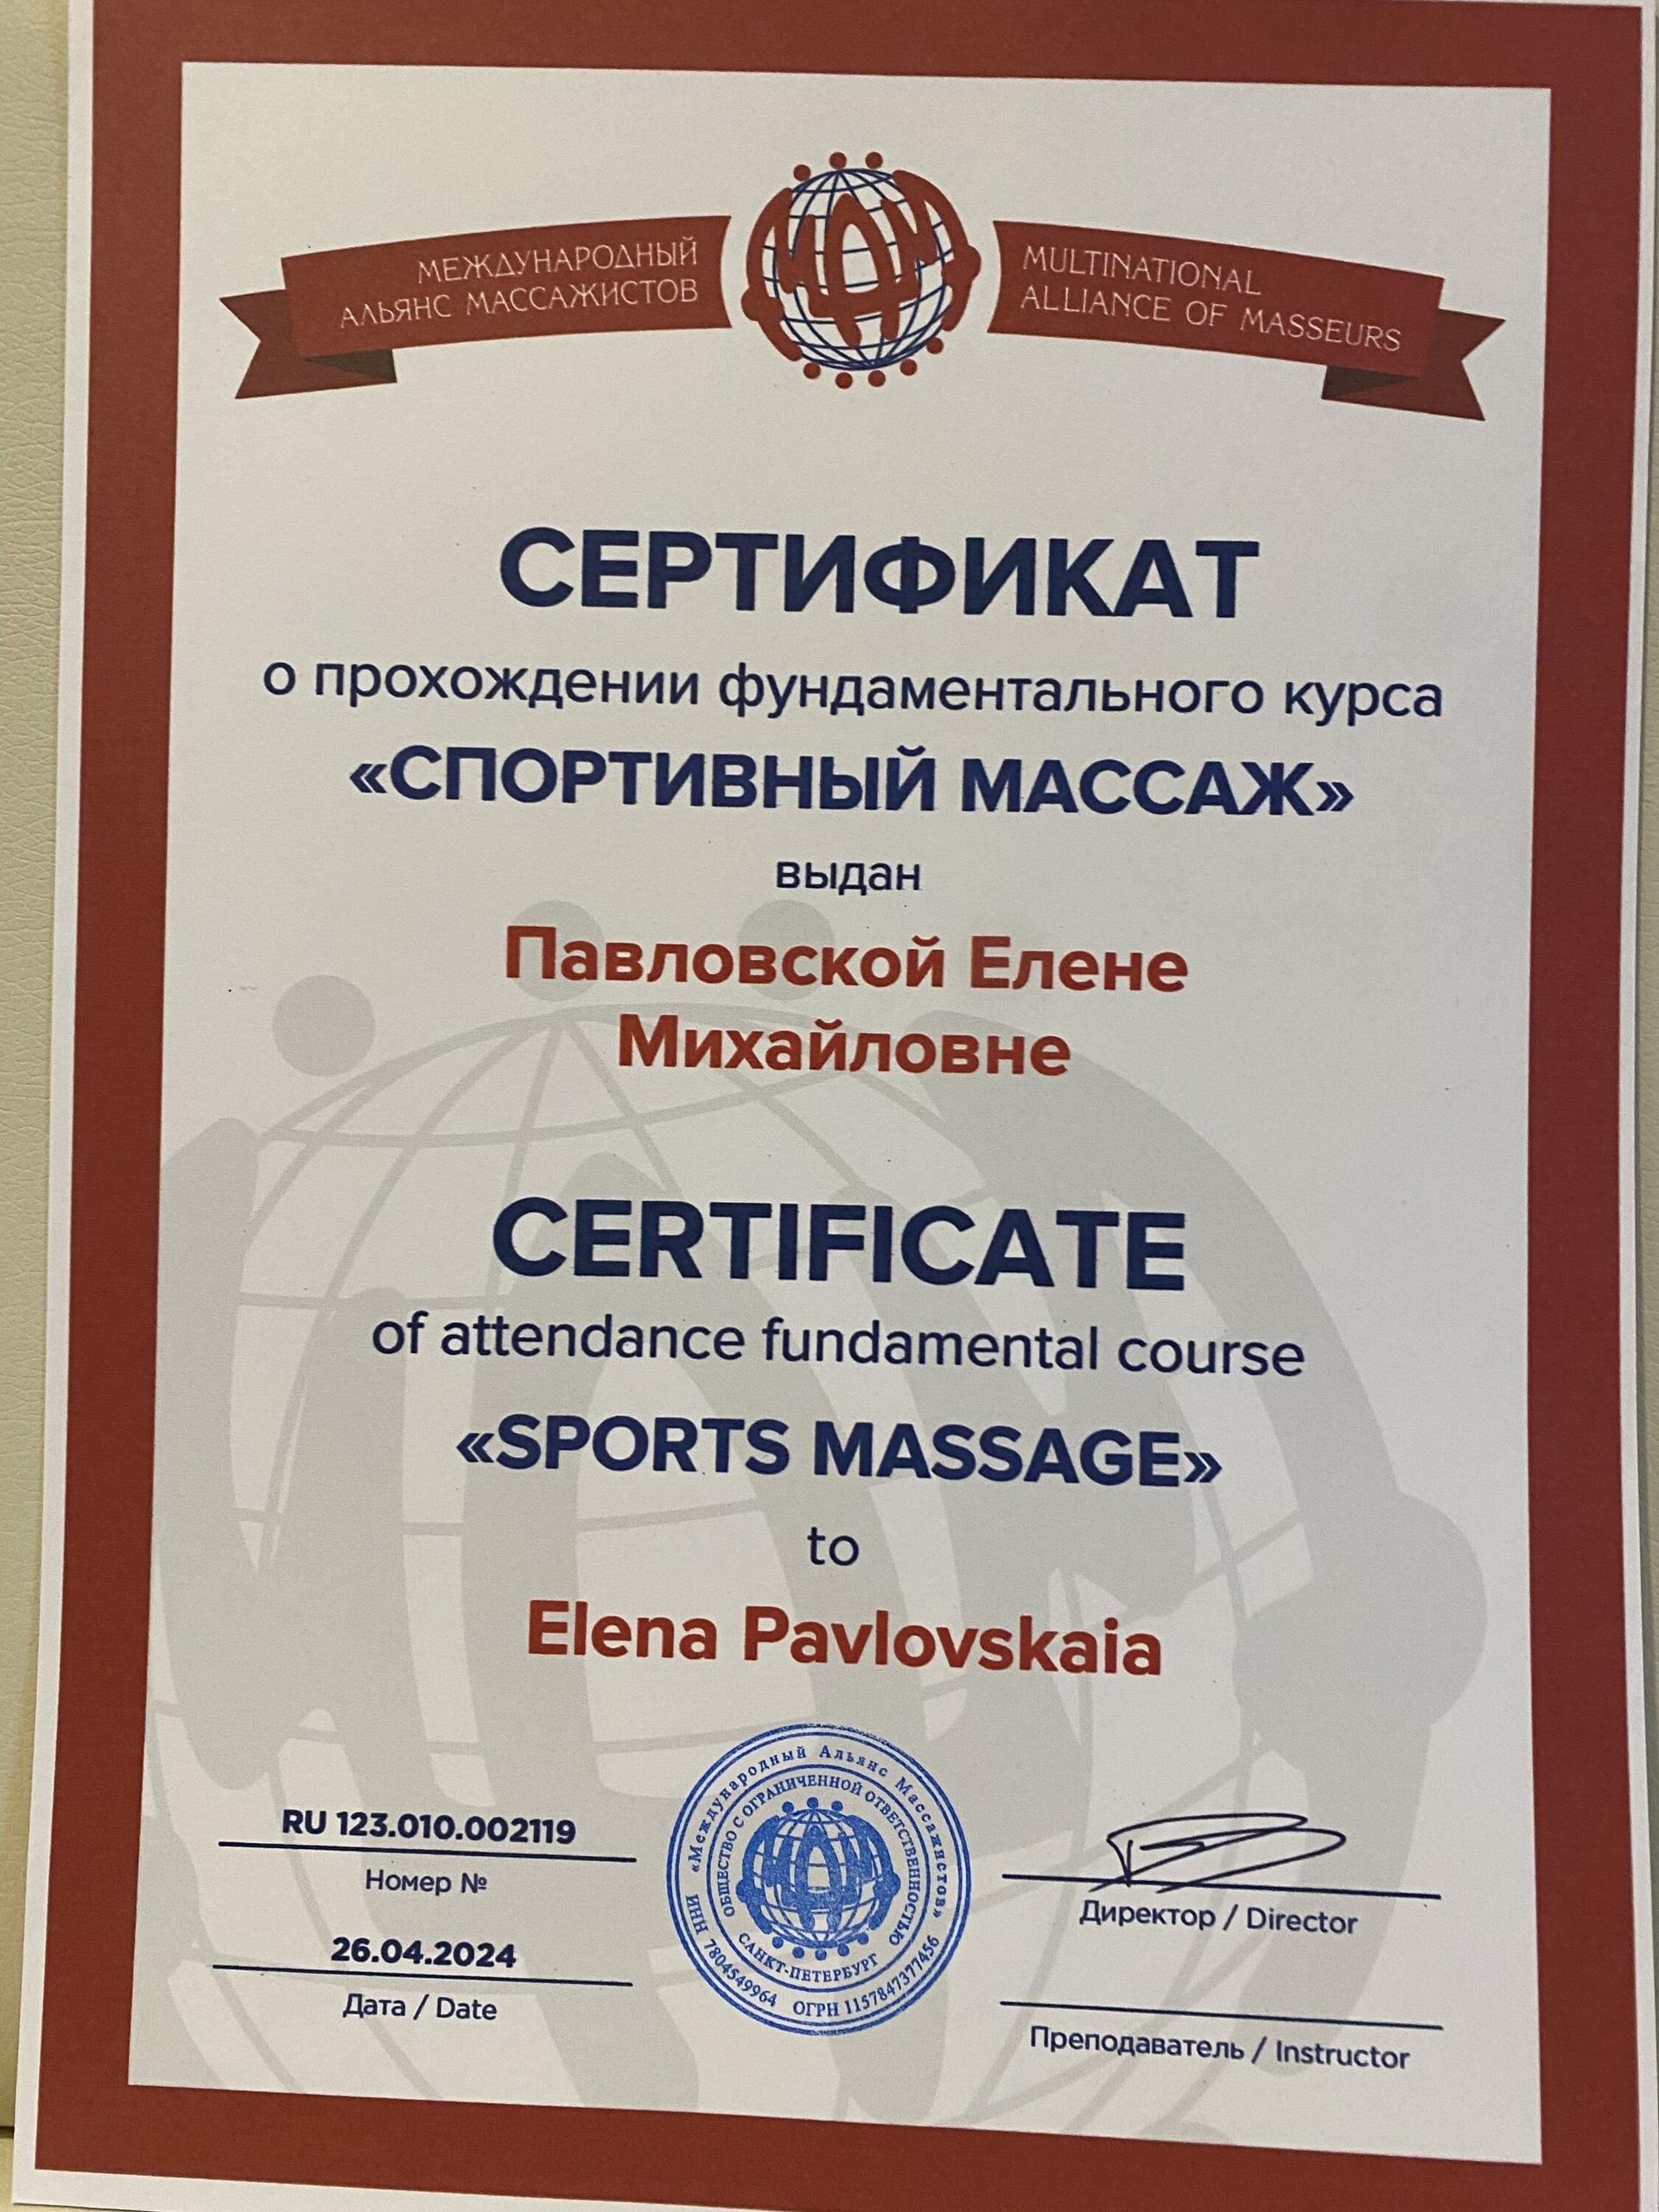 МЕЖДУНАРОДНЫЙ
АЛЬЯНС МАССАЖИСТОВ
МАМ
MULTINATIONAL
ALLIANCE OF MASSEURS
СЕРТИФИКАТ
о прохождении фундаментального курса
«СПОРТИВНЫЙ МАССАЖ»
выдан
Павловской Елене
Михайловне
CERTIFICATE
of attendance fundamental course
«SPORTS MASSAGE»
to
Elena Pavlovskaia
RU 123.010.002119
Номер №
26.04.2024
Дата / Date
«Международный Альянс Массажистов»
ОБЩЕСТВО С ОГРАНИЧЕННОЙ ОТВЕТСТВЕННОСТЬЮ
МАМ
САНКТ-ПЕТЕРБУРГ
ИНН 7804549964 ОГРН 1157847377456
Директор / Director
Преподаватель / Instructor